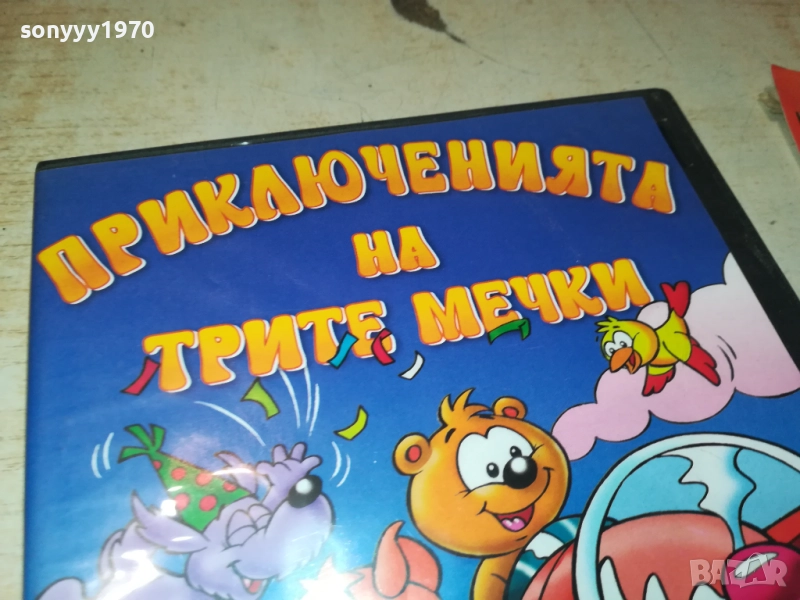 sonyyy1970
ПРИКЛЮЧЕНИЯТА
НА
ТРИТЕ МЕЧКИ
BAZAR